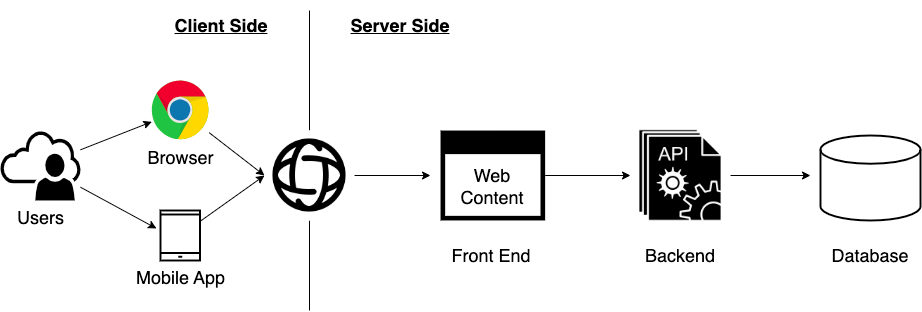 Client Side
Server Side
Browser
Users
Mobile App
Web
Content
Front End
API
Backend
Database